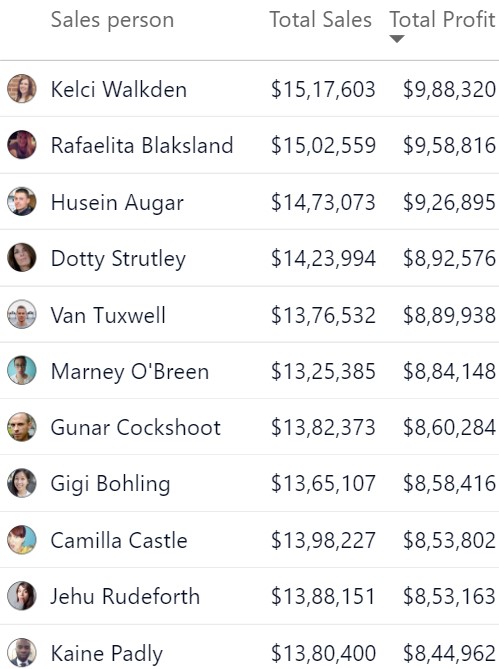 Sales person Total Sales Total Profit
Kelci Walkden $15,17,603 $9,88,320
Rafaelita Blaksland $15,02,559 $9,58,816
Husein Augar $14,73,073 $9,26,895
Dotty Strutley $14,23,994 $8,92,576
Van Tuxwell $13,76,532 $8,89,938
Marney O'Breen $13,25,385 $8,84,148
Gunar Cockshoot $13,82,373 $8,60,284
Gigi Bohling $13,65,107 $8,58,416
Camilla Castle $13,98,227 $8,53,802
Jehu Rudeforth $13,88,151 $8,53,163
Kaine Padly $13,80,400 $8,44,962